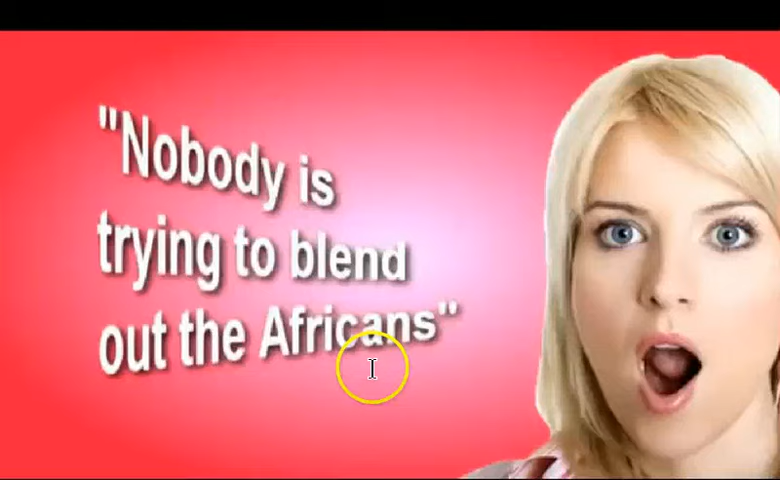 "Nobody is
trying to blend
out the Africans"